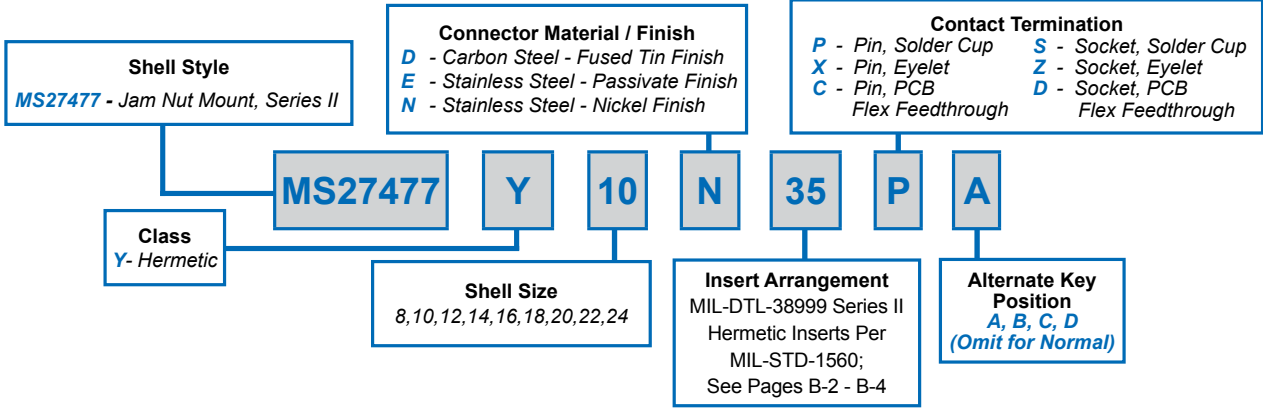 Shell Style
MS27477 - Jam Nut Mount, Series II
Connector Material / Finish
D - Carbon Steel - Fused Tin Finish
E - Stainless Steel - Passivate Finish
N - Stainless Steel - Nickel Finish
Contact Termination
P - Pin, Solder Cup
X - Pin, Eyelet
C - Pin, PCB
Flex Feedthrough
S - Socket, Solder Cup
Z - Socket, Eyelet
D - Socket, PCB
Flex Feedthrough
MS27477 Y 10 N 35 P A
Class
Y- Hermetic
Shell Size
8,10,12,14,16,18,20,22,24
Insert Arrangement
MIL-DTL-38999 Series II
Hermetic Inserts Per
MIL-STD-1560;
See Pages B-2 - B-4
Alternate Key
Position
A, B, C, D
(Omit for Normal)